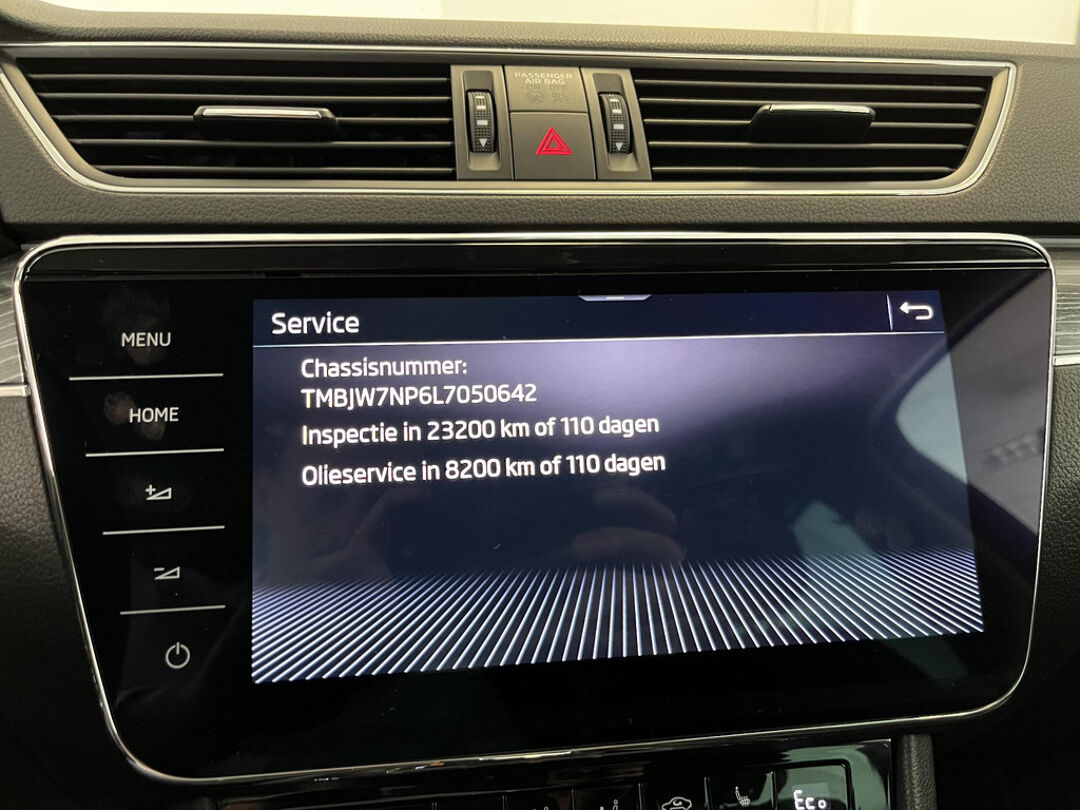 PASSENGER
AIR BAG
Service
MENU
Chassisnummer:
TMBJW7NP6L7050642
HOME
Inspectie in 23200 km of 110 dagen
Olieservice in 8200 km of 110 dagen
Eco